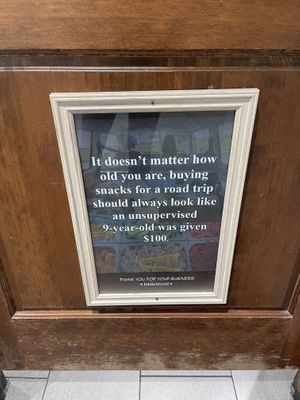 It doesn't matter how
old you are, buying
snacks for a road trip
should always look like
an unsupervised
9-year-old was given
$100.
THANK YOU FOR YOUR BUSINESS